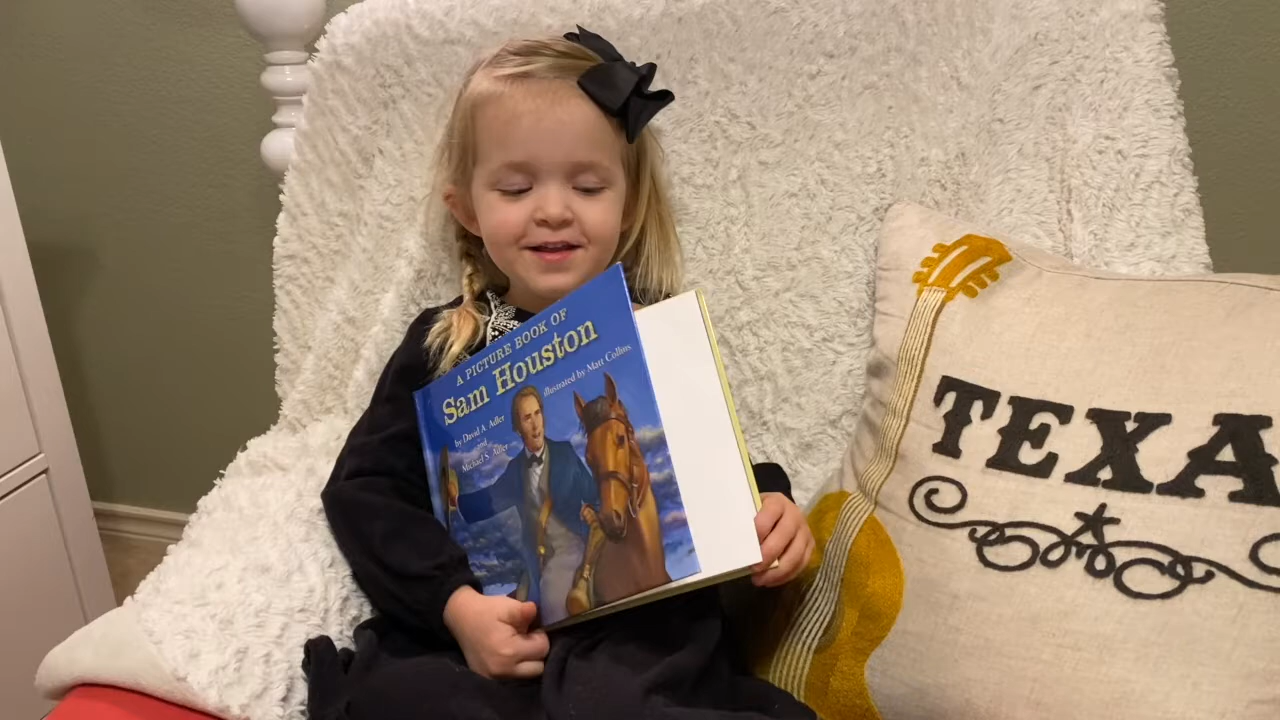 A PICTURE BOOK OF
Sam Houston
by David A. Adler
and
Michael S. Adler
illustrated by Matt Collins
TEXA